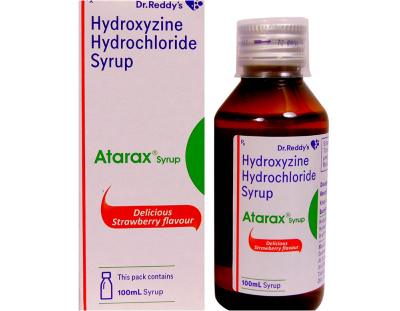 Dr.Reddy's
Hydroxyzine
Hydrochloride
Syrup
Atarax® Syrup
Delicious
Strawberry flavour
This pack contains
100mL Syrup
Dr.Reddy's
Hydroxyzine
Hydrochloride
Syrup
Atarax® Syrup
Delicious
Strawberry flavour
100mL Syrup